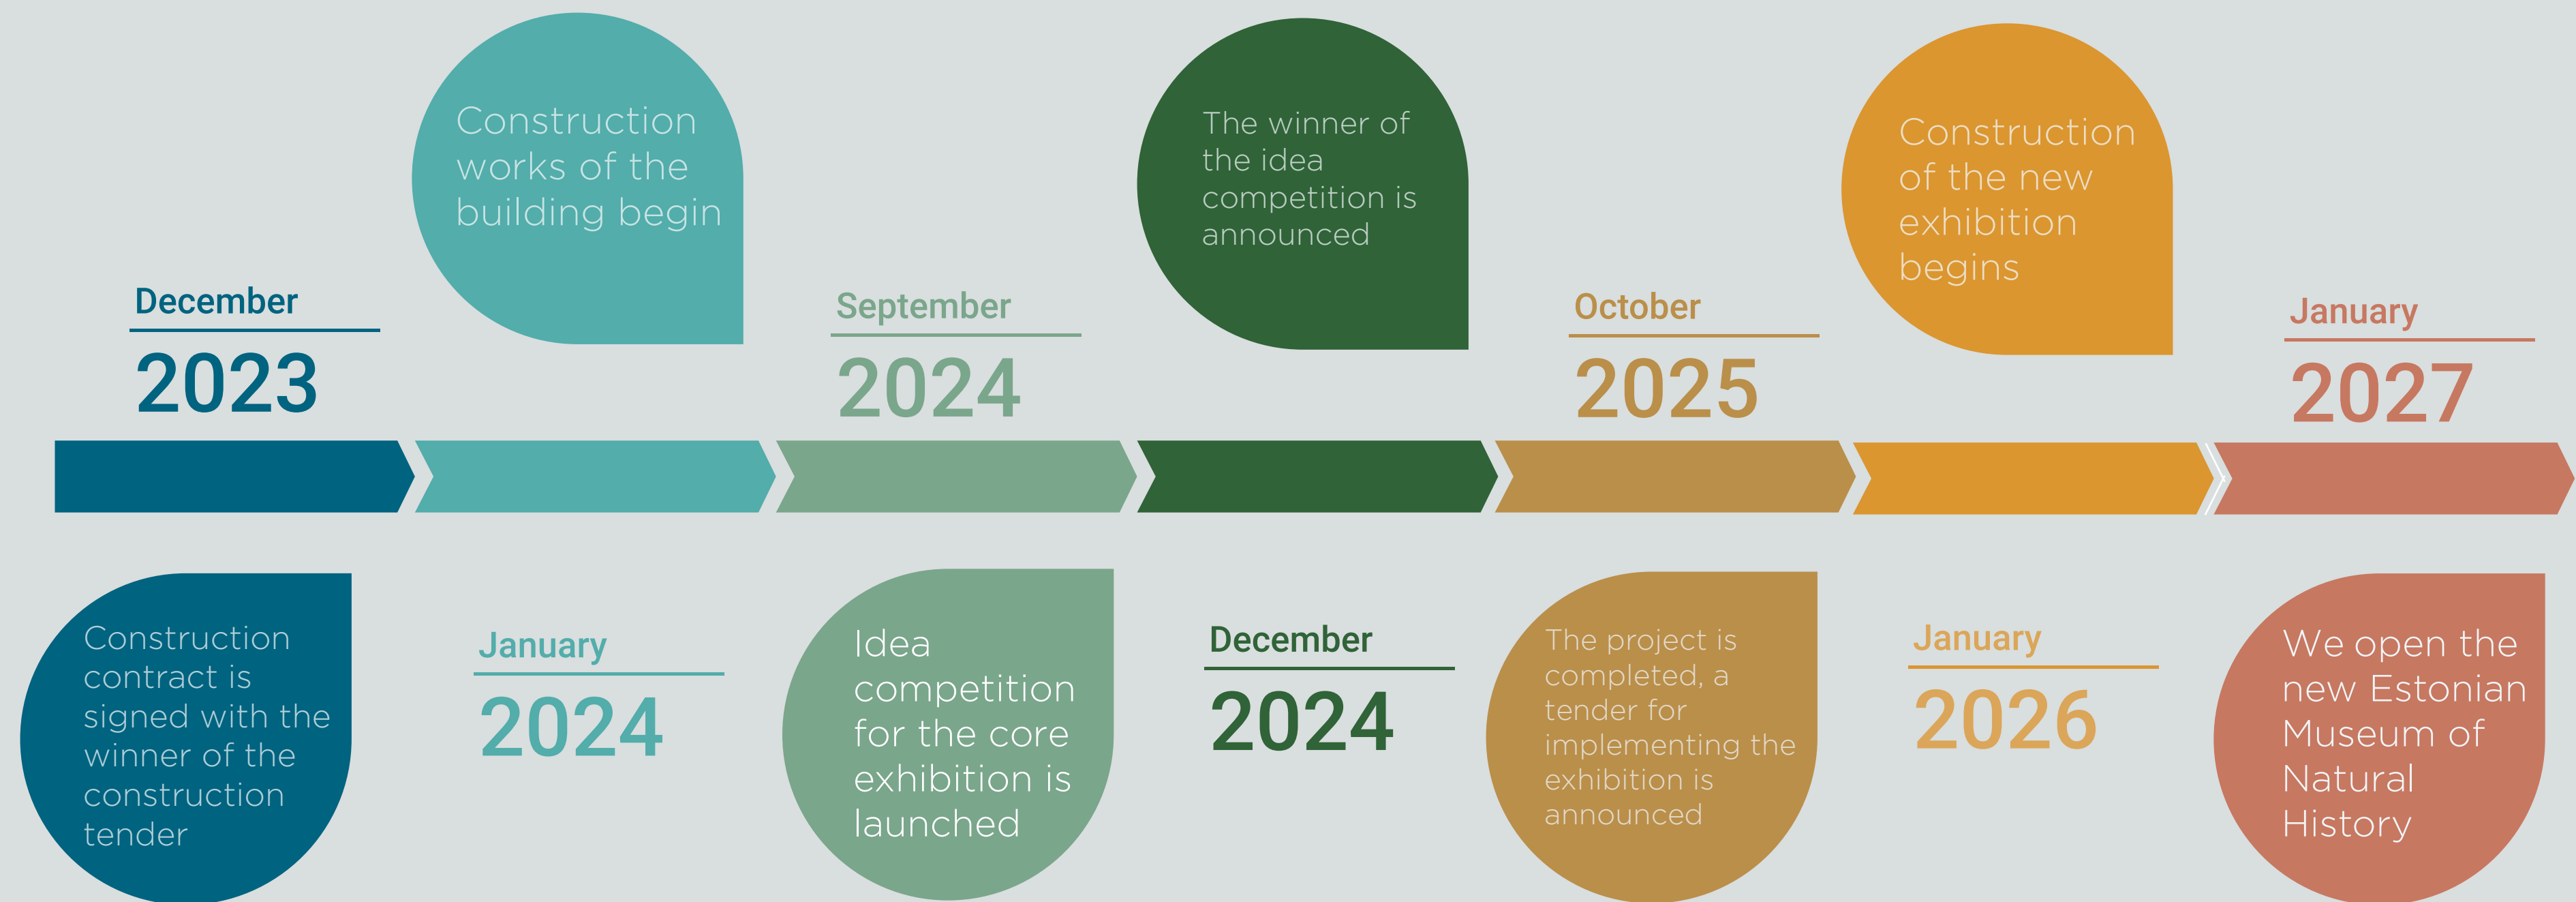 December
2023
Construction
contract is
signed with the
winner of the
construction
tender
Construction
works of the
building begin
January
2024
September
2024
Idea
competition
for the core
exhibition is
launched
The winner of
the idea
competition is
announced
December
2024
October
2025
The project is
completed, a
tender for
implementing the
exhibition is
announced
Construction
of the new
exhibition
begins
January
2026
January
2027
We open the
new Estonian
Museum of
Natural
History